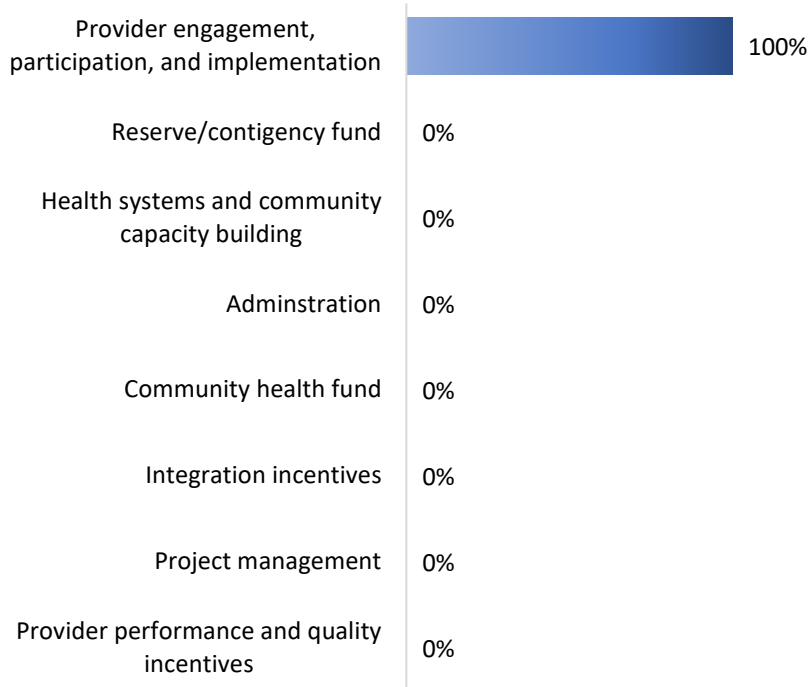 Provider engagement,
participation, and implementation
100%
Reserve/contigency fund
0%
Health systems and community
capacity building
0%
Adminstration
0%
Community health fund
0%
Integration incentives
0%
Project management
0%
Provider performance and quality
incentives
0%